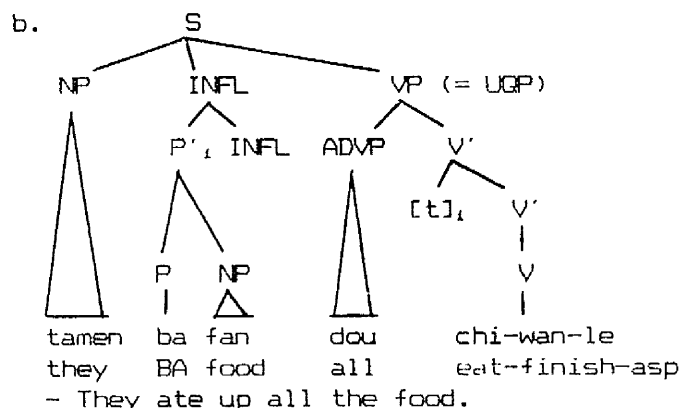 b. S
NP INFL VP (= UQP)
P'i INFL ADVP V'
[t]i V'
P NP V
tamen ba fan dou chi-wan-le
they BA food all eat-finish-asp
- They ate up all the food.